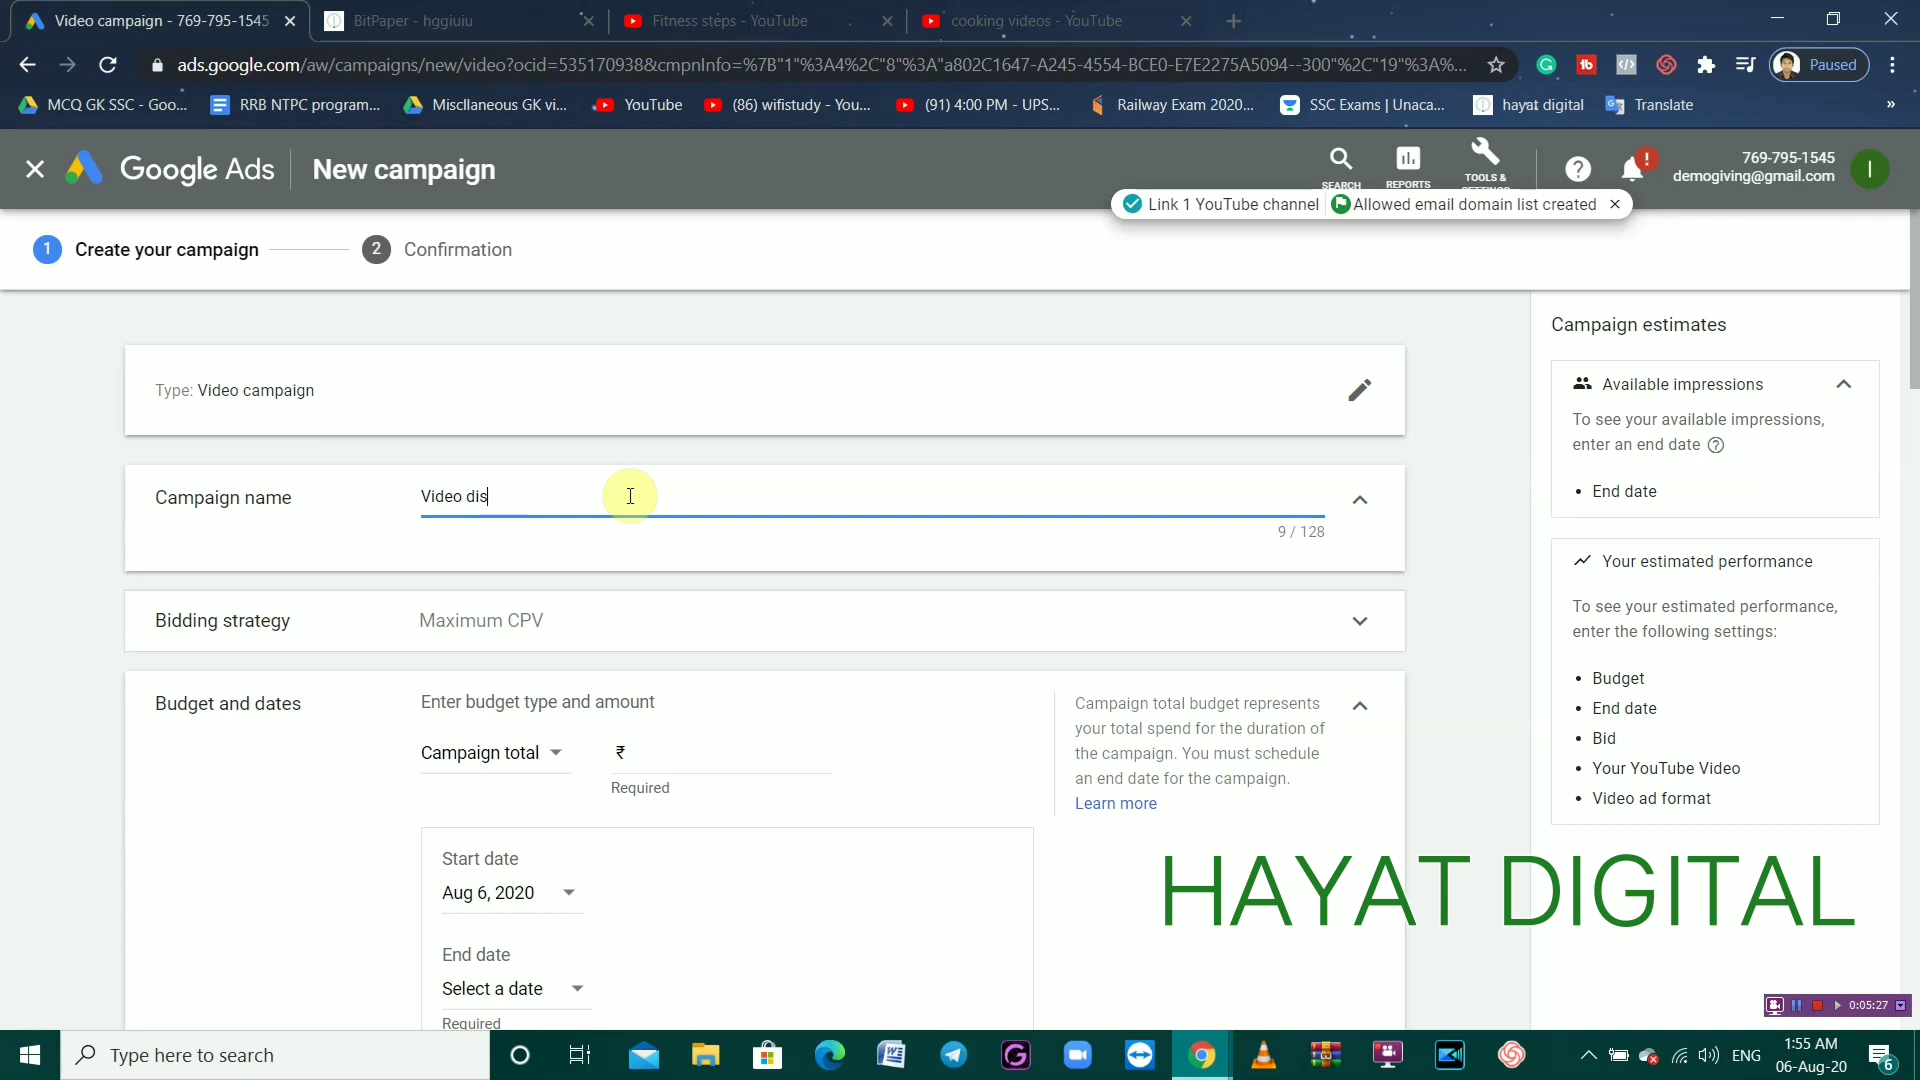 Video campaign - 769-795-1545
BitPaper - hggiuiu
Fitness steps - YouTube
cooking videos - YouTube
ads.google.com/aw/campaigns/new/video?ocid=535170938&cmpnInfo=%7B"1"%3A4%2C"8"%3A"a802C1647-A245-4554-BCE0-E7E2275A5094--300"%2C"19"%3A%...
Paused
MCQ GK SSC - Goo...
RRB NTPC program...
Miscllaneous GK vi...
YouTube
(86) wifistudy - You...
(91) 4:00 PM - UPS...
Railway Exam 2020...
SSC Exams | Unaca...
hayat digital
Translate
»
Google Ads
New campaign
SEARCH
REPORTS
TOOLS &
SETTINGS
769-795-1545
demogiving@gmail.com
I
Link 1 YouTube channel
Allowed email domain list created
1 Create your campaign
2 Confirmation
Type: Video campaign
Campaign name
Video dis
9 / 128
Bidding strategy
Maximum CPV
Budget and dates
Enter budget type and amount
Campaign total
₹
Required
Campaign total budget represents
your total spend for the duration of
the campaign. You must schedule
an end date for the campaign.
Learn more
Start date
Aug 6, 2020
End date
Select a date
Required
Campaign estimates
Available impressions
To see your available impressions,
enter an end date
• End date
Your estimated performance
To see your estimated performance,
enter the following settings:
• Budget
• End date
• Bid
• Your YouTube Video
• Video ad format
HAYAT DIGITAL
0:05:27
Type here to search
ENG
1:55 AM
06-Aug-20
6